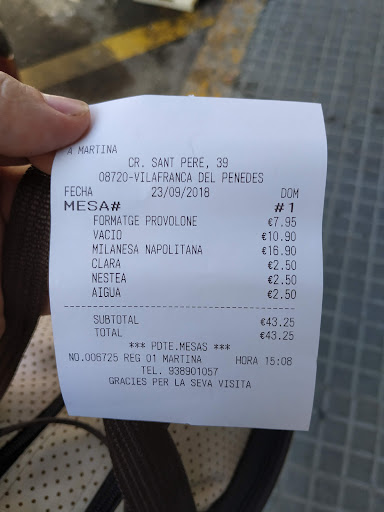 A MARTINA
CR. SANT PERE, 39
08720-VILAFRANCA DEL PENEDES
FECHA 23/09/2018 DOM
MESA# #1
FORMATGE PROVOLONE €7.95
VACIO €10.90
MILANESA NAPOLITANA €16.90
CLARA €2.50
NESTEA €2.50
AIGUA €2.50
SUBTOTAL €43.25
TOTAL €43.25
*** PDTE.MESAS ***
NO.006725 REG 01 MARTINA HORA 15:08
TEL. 938901057
GRACIES PER LA SEVA VISITA